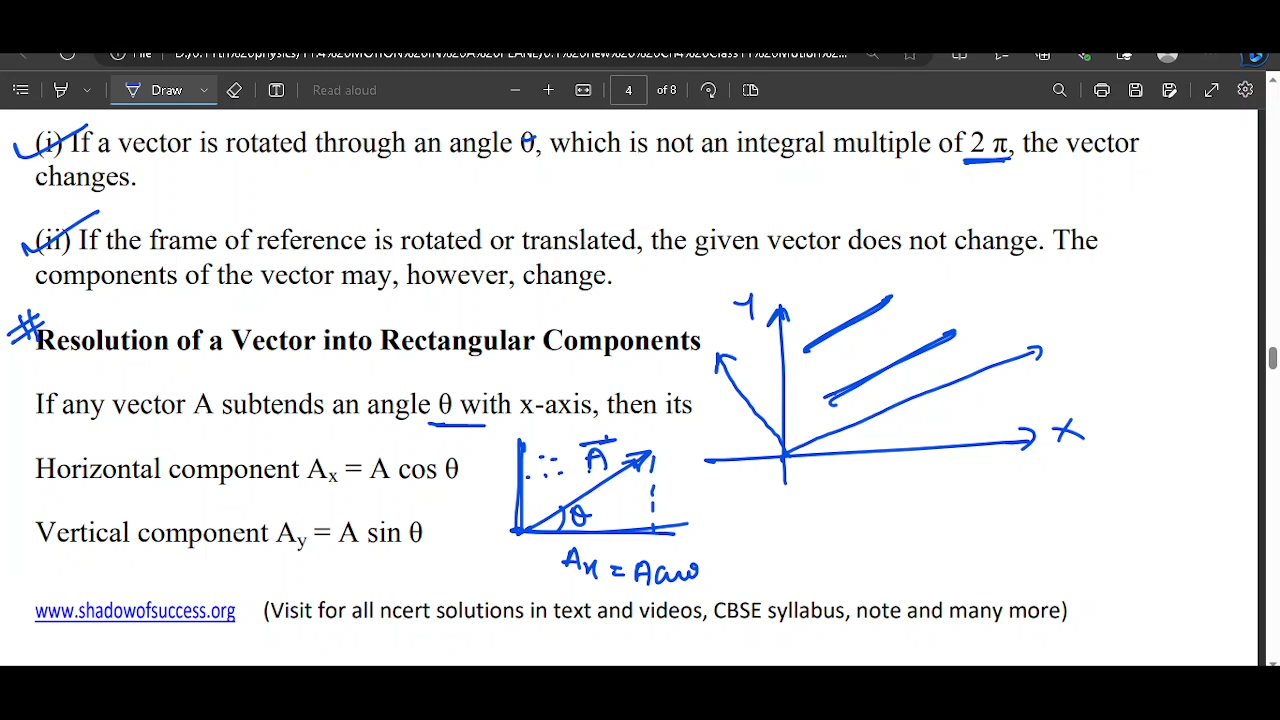 Draw
Read aloud
4 of 8
(i) If a vector is rotated through an angle θ, which is not an integral multiple of 2 π, the vector
changes.
(ii) If the frame of reference is rotated or translated, the given vector does not change. The
components of the vector may, however, change.
Y
# Resolution of a Vector into Rectangular Components
If any vector A subtends an angle θ with x-axis, then its
X
Horizontal component Aₓ = A cos θ
A
θ
Vertical component Aᵧ = A sin θ
Aₓ = A cos
www.shadowofsuccess.org (Visit for all ncert solutions in text and videos, CBSE syllabus, note and many more)